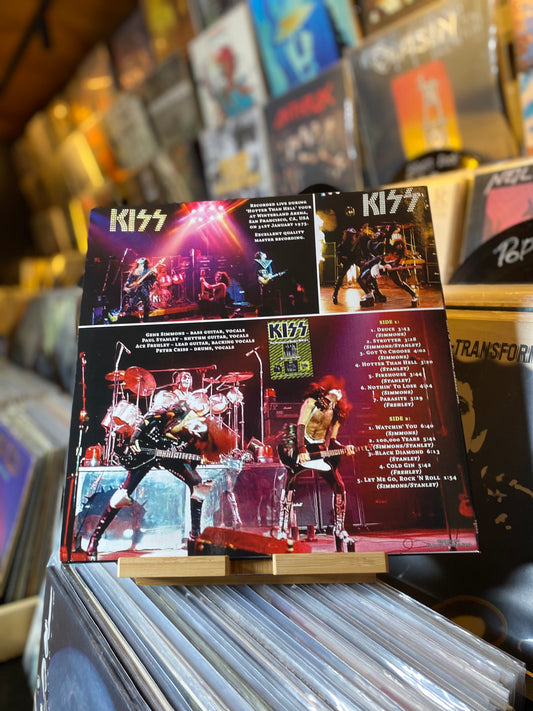 KISS
Recorded live during
'Hotter Than Hell' tour
at Winterland Arena,
San Francisco, CA, USA
on 31st January 1975.
Excellent quality
master recording.
KISS
Gene Simmons - bass guitar, vocals
Paul Stanley - rhythm guitar, vocals
Ace Frehley - lead guitar, backing vocals
Peter Criss - drums, vocals
KISS
Side 1:
1. Deuce 3:43
(Simmons)
2. Strutter 3:28
(Simmons/Stanley)
3. Got To Choose 4:02
(Simmons)
4. Hotter Than Hell
(Stanley)
5. Firehouse 3:44
(Stanley)
6. Nothin' To Lose 4:04
(Simmons)
7. Parasite 3:29
(Frehley)
Side 2:
1. Watchin' You 6:40
(Simmons)
2. 100,000 Years 5:41
(Simmons/Stanley)
3. Black Diamond 6:13
(Stanley)
4. Cold Gin 5:42
(Frehley)
5. Let Me Go, Rock 'N Roll 1:54
(Simmons/Stanley)
ANTHRAX
NEIL
POP
-TRANSFORM